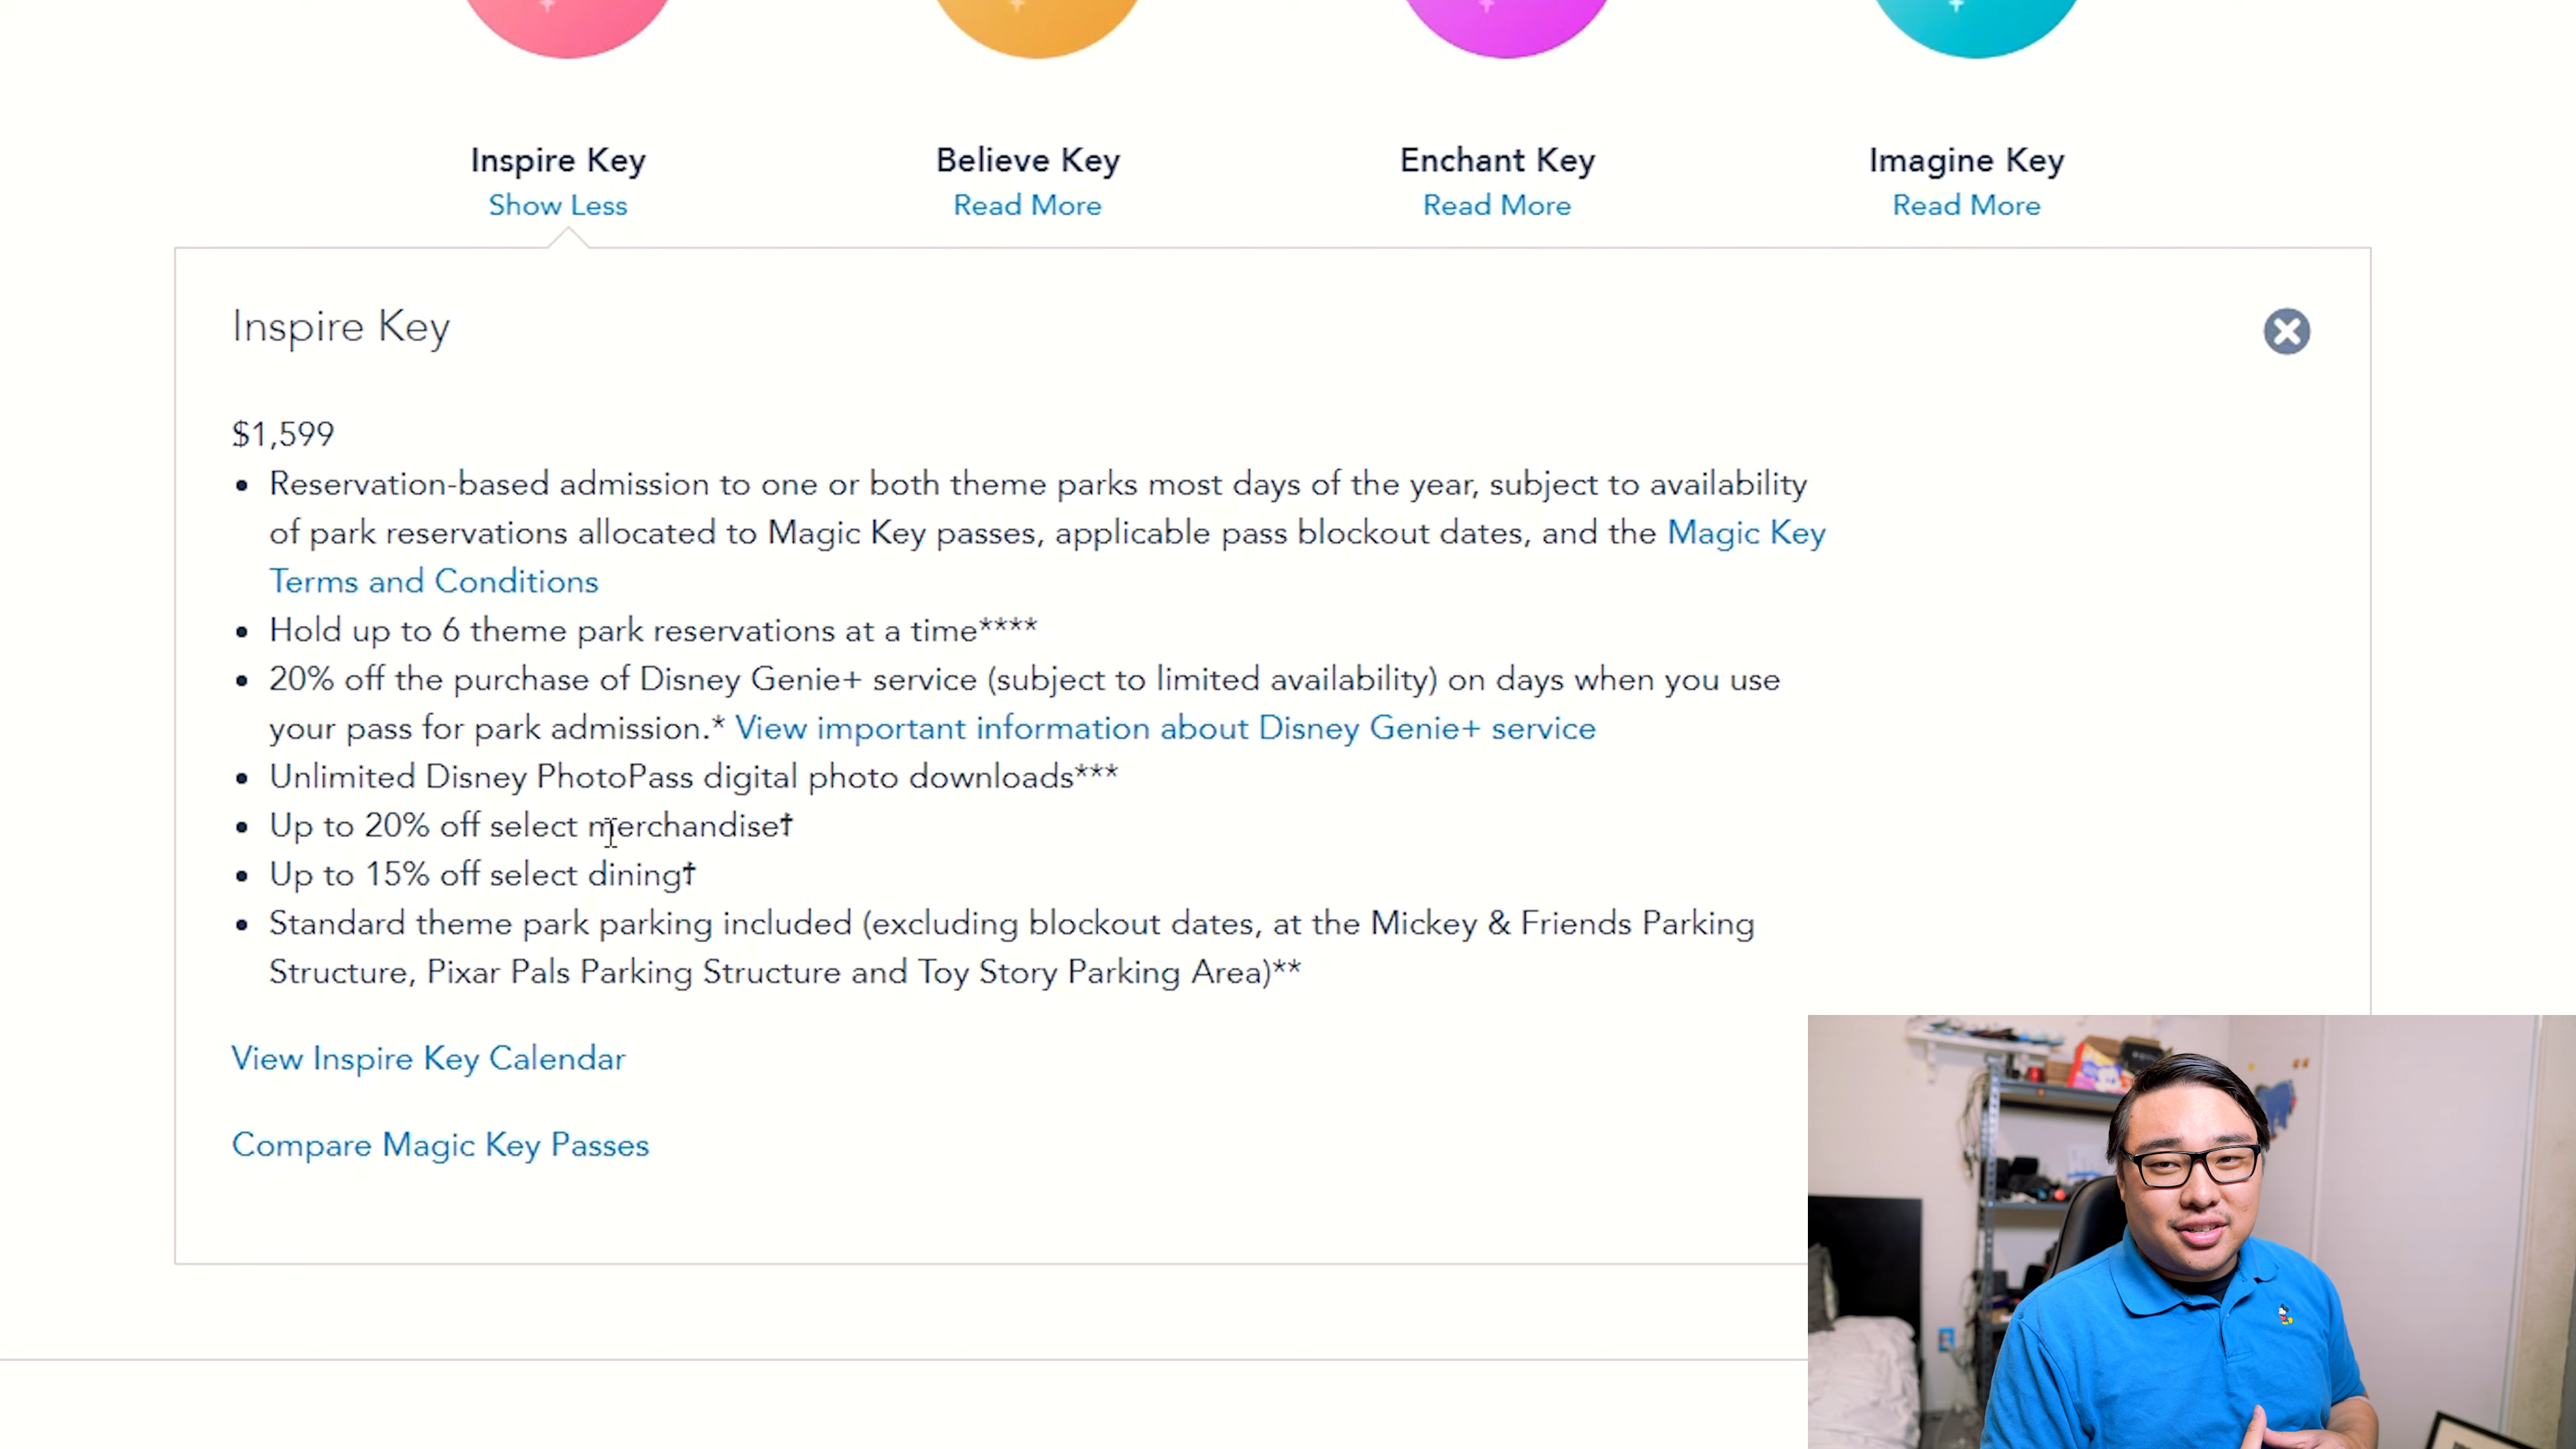 Inspire Key
Show Less
Believe Key
Read More
Enchant Key
Read More
Imagine Key
Read More
Inspire Key
$1,599
• Reservation-based admission to one or both theme parks most days of the year, subject to availability
of park reservations allocated to Magic Key passes, applicable pass blockout dates, and the Magic Key
Terms and Conditions
• Hold up to 6 theme park reservations at a time****
• 20% off the purchase of Disney Genie+ service (subject to limited availability) on days when you use
your pass for park admission.* View important information about Disney Genie+ service
• Unlimited Disney PhotoPass digital photo downloads***
• Up to 20% off select merchandise†
• Up to 15% off select dining†
• Standard theme park parking included (excluding blockout dates, at the Mickey & Friends Parking
Structure, Pixar Pals Parking Structure and Toy Story Parking Area)**
View Inspire Key Calendar
Compare Magic Key Passes